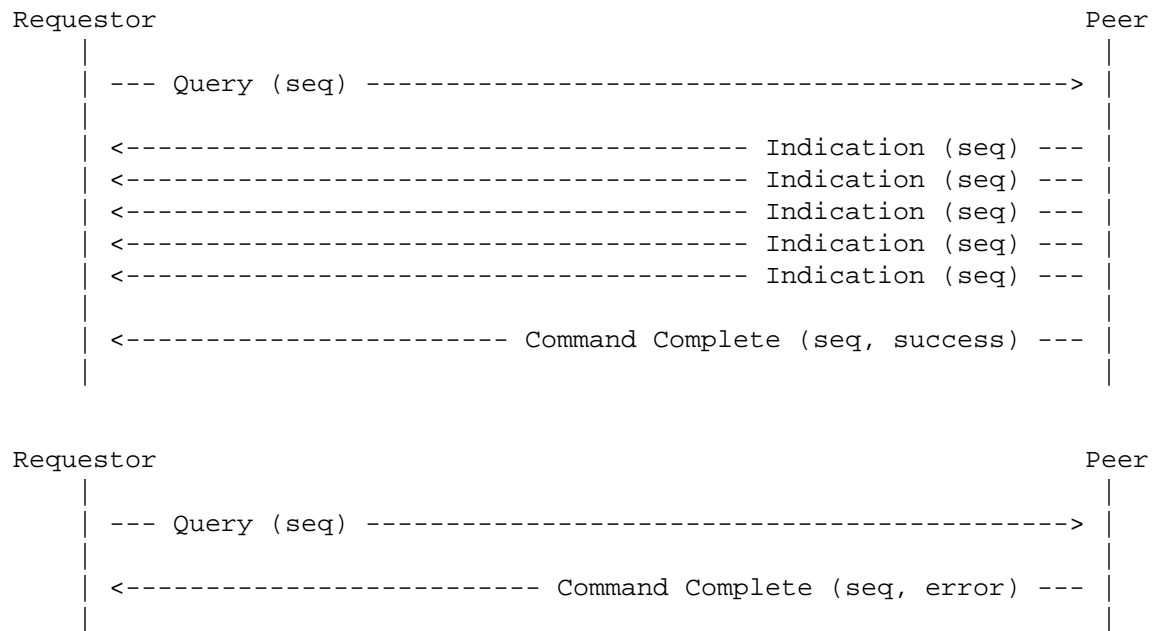 Requestor Peer
--- Query (seq) -------------------------------------------->
<--------------------------------------- Indication (seq) ---
<--------------------------------------- Indication (seq) ---
<--------------------------------------- Indication (seq) ---
<--------------------------------------- Indication (seq) ---
<--------------------------------------- Indication (seq) ---
<------------------------ Command Complete (seq, success) ---
Requestor Peer
--- Query (seq) -------------------------------------------->
<-------------------------- Command Complete (seq, error) ---